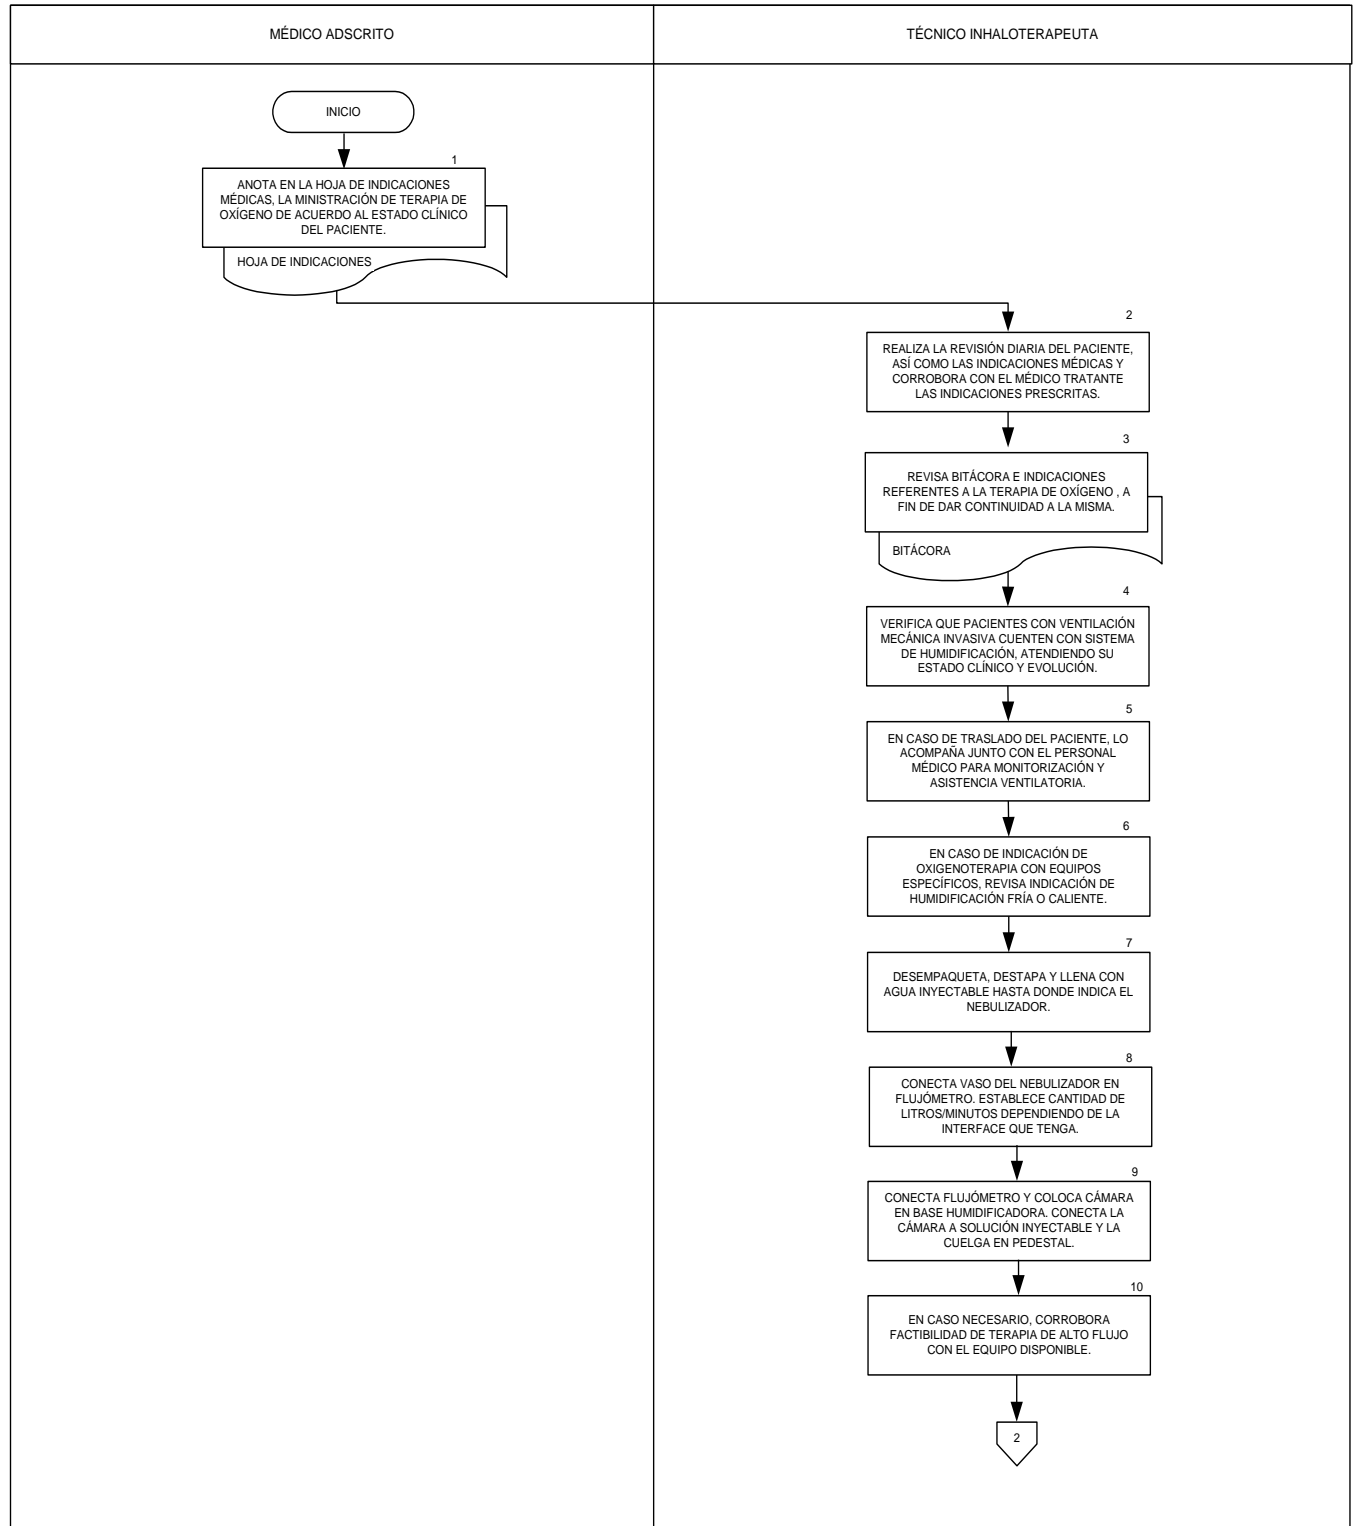 MÉDICO ADSCRITO
TÉCNICO INHALOTERAPEUTA
INICIO
1
ANOTA EN LA HOJA DE INDICACIONES
MÉDICAS, LA MINISTRACIÓN DE TERAPIA DE
OXÍGENO DE ACUERDO AL ESTADO CLÍNICO
DEL PACIENTE.
HOJA DE INDICACIONES
2
REALIZA LA REVISIÓN DIARIA DEL PACIENTE,
ASÍ COMO LAS INDICACIONES MÉDICAS Y
CORROBORA CON EL MÉDICO TRATANTE
LAS INDICACIONES PRESCRITAS.
3
REVISA BITÁCORA E INDICACIONES
REFERENTES A LA TERAPIA DE OXÍGENO , A
FIN DE DAR CONTINUIDAD A LA MISMA.
BITÁCORA
4
VERIFICA QUE PACIENTES CON VENTILACIÓN
MECÁNICA INVASIVA CUENTEN CON SISTEMA
DE HUMIDIFICACIÓN, ATENDIENDO SU
ESTADO CLÍNICO Y EVOLUCIÓN.
5
EN CASO DE TRASLADO DEL PACIENTE, LO
ACOMPAÑA JUNTO CON EL PERSONAL
MÉDICO PARA MONITORIZACIÓN Y
ASISTENCIA VENTILATORIA.
6
EN CASO DE INDICACIÓN DE
OXIGENOTERAPIA CON EQUIPOS
ESPECÍFICOS, REVISA INDICACIÓN DE
HUMIDIFICACIÓN FRÍA O CALIENTE.
7
DESEMPAQUETA, DESTAPA Y LLENA CON
AGUA INYECTABLE HASTA DONDE INDICA EL
NEBULIZADOR.
8
CONECTA VASO DEL NEBULIZADOR EN
FLUJÓMETRO. ESTABLECE CANTIDAD DE
LITROS/MINUTOS DEPENDIENDO DE LA
INTERFACE QUE TENGA.
9
CONECTA FLUJÓMETRO Y COLOCA CÁMARA
EN BASE HUMIDIFICADORA. CONECTA LA
CÁMARA A SOLUCIÓN INYECTABLE Y LA
CUELGA EN PEDESTAL.
10
EN CASO NECESARIO, CORROBORA
FACTIBILIDAD DE TERAPIA DE ALTO FLUJO
CON EL EQUIPO DISPONIBLE.
2